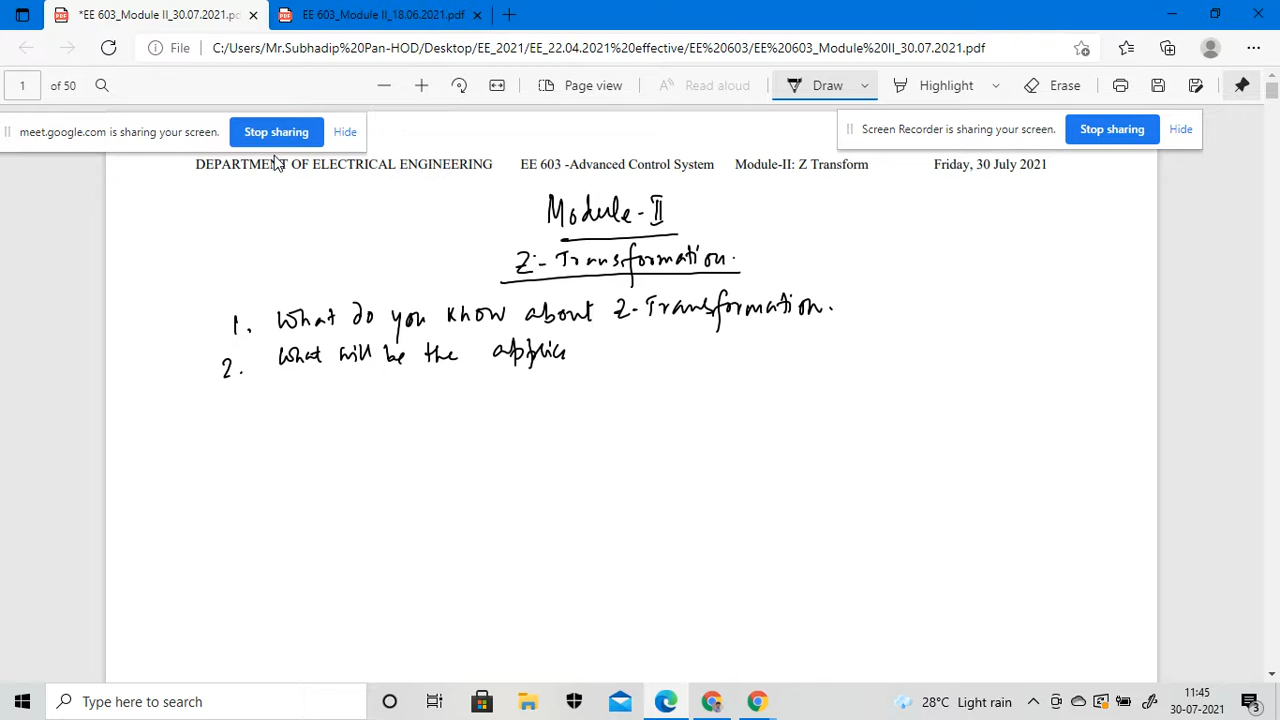 *EE 603_Module II_30.07.2021.pd
EE 603_Module II_18.06.2021.pdf
File C:/Users/Mr.Subhadip%20Pan-HOD/Desktop/EE_2021/EE_22.04.2021%20effective/EE%20603/EE%20603_Module%20II_30.07.2021.pdf
1 of 50 Page view Read aloud Draw Highlight Erase
meet.google.com is sharing your screen. Stop sharing Hide
Screen Recorder is sharing your screen. Stop sharing Hide
DEPARTMENT OF ELECTRICAL ENGINEERING EE 603 -Advanced Control System Module-II: Z Transform Friday, 30 July 2021
Module-II
Z-Transformation.
1. What do you know about Z-Transformation.
2. What will be the applica
Type here to search 28°C Light rain 11:45
30-07-2021 3